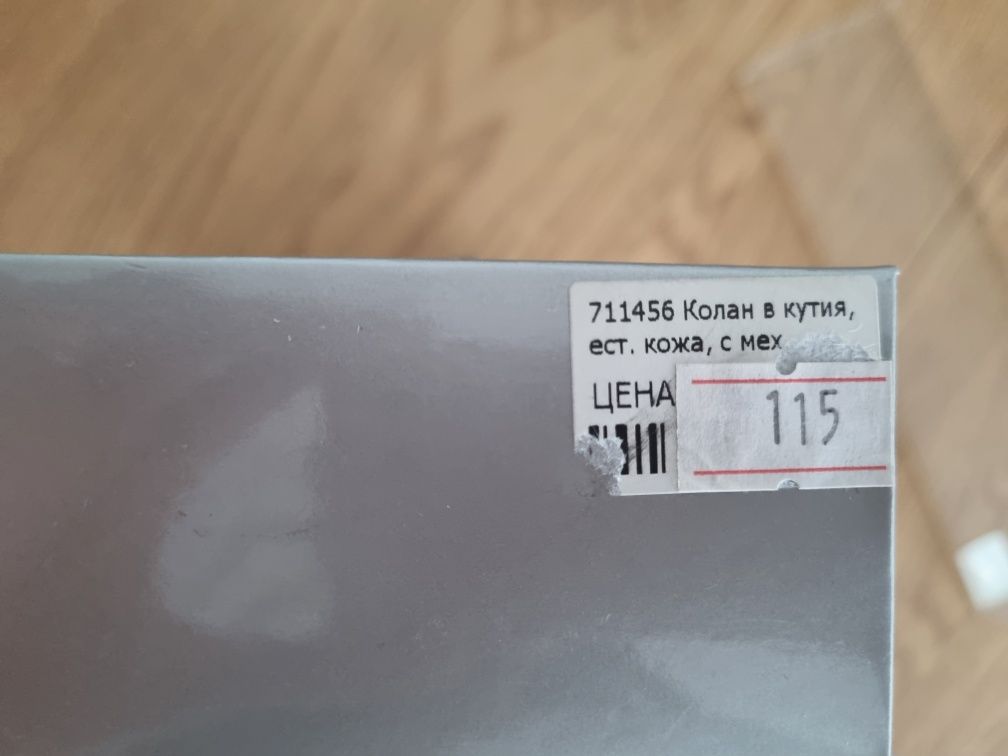 711456 Колан в кутия,
ест. кожа, с мех
ЦЕНА
115